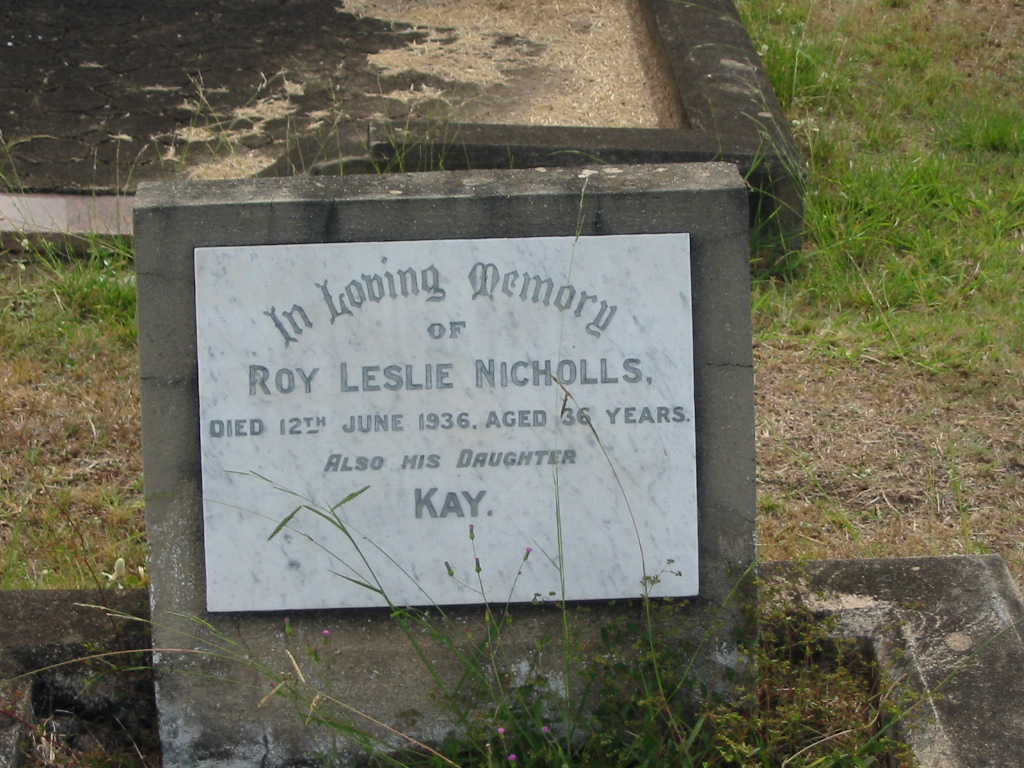 In Loving Memory
OF
ROY LESLIE NICHOLLS,
DIED 12TH JUNE 1936, AGED 36 YEARS.
ALSO HIS DAUGHTER
KAY.